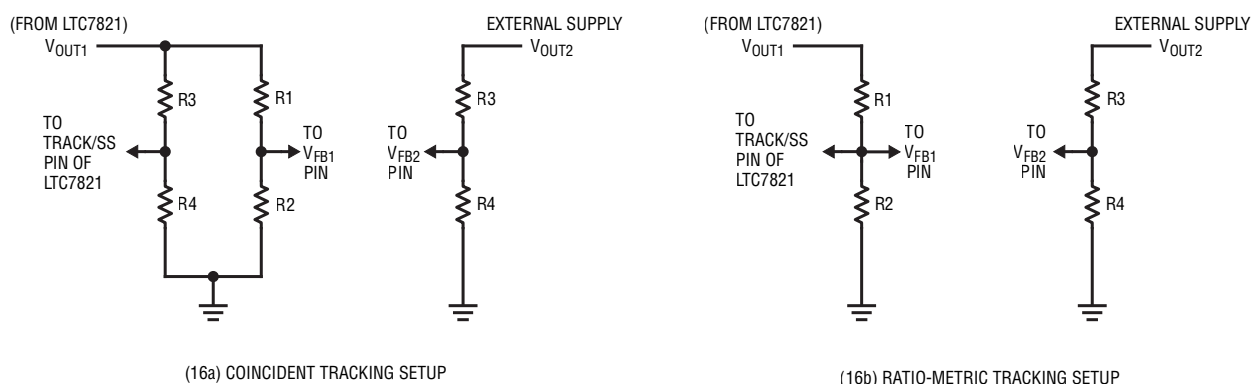 (FROM LTC7821)
VOUT1
R3
R1
TO
TRACK/SS
PIN OF
LTC7821
TO
VFB1
PIN
R4
R2
EXTERNAL SUPPLY
VOUT2
R3
TO
VFB2
PIN
R4
(16a) COINCIDENT TRACKING SETUP
(FROM LTC7821)
VOUT1
R1
TO
TRACK/SS
PIN OF
LTC7821
TO
VFB1
PIN
R2
EXTERNAL SUPPLY
VOUT2
R3
TO
VFB2
PIN
R4
(16b) RATIO-METRIC TRACKING SETUP